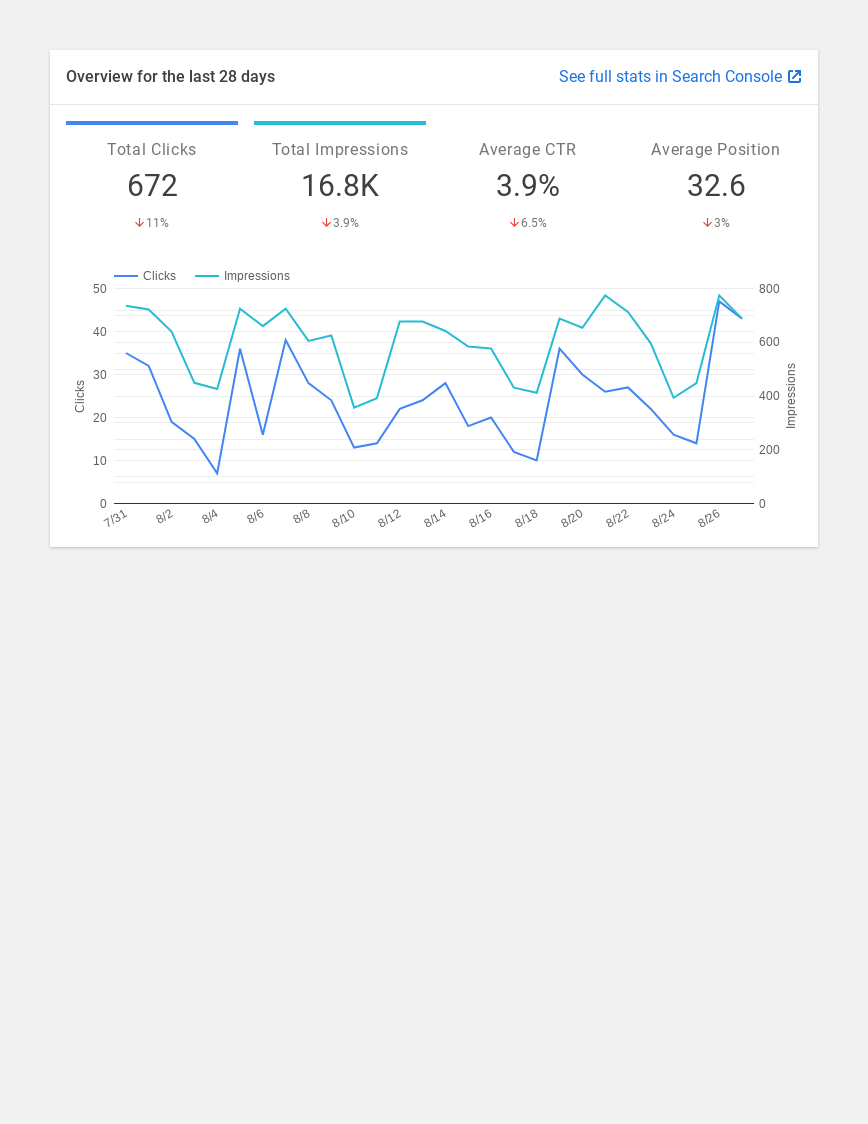 Overview for the last 28 days
See full stats in Search Console
Total Clicks
672
11%
Total Impressions
16.8K
3.9%
Average CTR
3.9%
6.5%
Average Position
32.6
3%
Clicks
Impressions
50
40
30
20
10
0
Clicks
800
600
400
200
0
Impressions
7/31
8/2
8/4
8/6
8/8
8/10
8/12
8/14
8/16
8/18
8/20
8/22
8/24
8/26